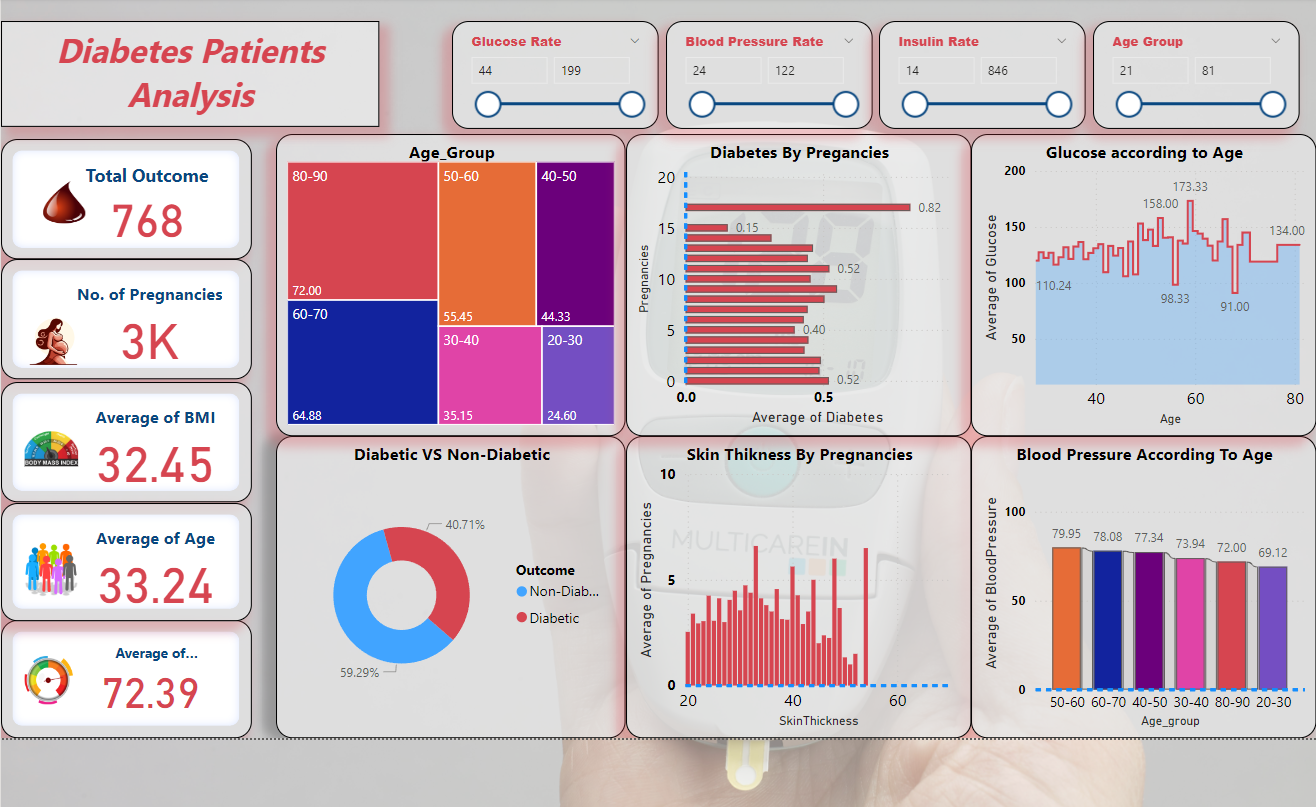 Diabetes Patients
Analysis
Glucose Rate
44 199
Blood Pressure Rate
24 122
Insulin Rate
14 846
Age Group
21 81
Total Outcome
768
No. of Pregnancies
3K
Average of BMI
BODY MASS INDEX
32.45
Average of Age
33.24
Average of...
72.39
Age_Group
80-90
72.00
60-70
64.88
50-60
55.45
40-50
44.33
30-40
35.15
20-30
24.60
Diabetes By Pregancies
Pregnancies
20
15
10
5
0
0.82
0.15
0.52
0.40
0.52
0.0 0.5
Average of Diabetes
Glucose according to Age
Average of Glucose
200
150
100
50
110.24
158.00
98.33
173.33
91.00
134.00
40 60 80
Age
Diabetic VS Non-Diabetic
40.71%
59.29%
Outcome
Non-Diab...
Diabetic
Skin Thikness By Pregnancies
Average of Pregnancies
10
5
0
20 40 60
SkinThickness
MULTICAREIN
Blood Pressure According To Age
Average of BloodPressure
100
50
0
79.95 78.08 77.34 73.94 72.00 69.12
50-60 60-70 40-50 30-40 80-90 20-30
Age_group